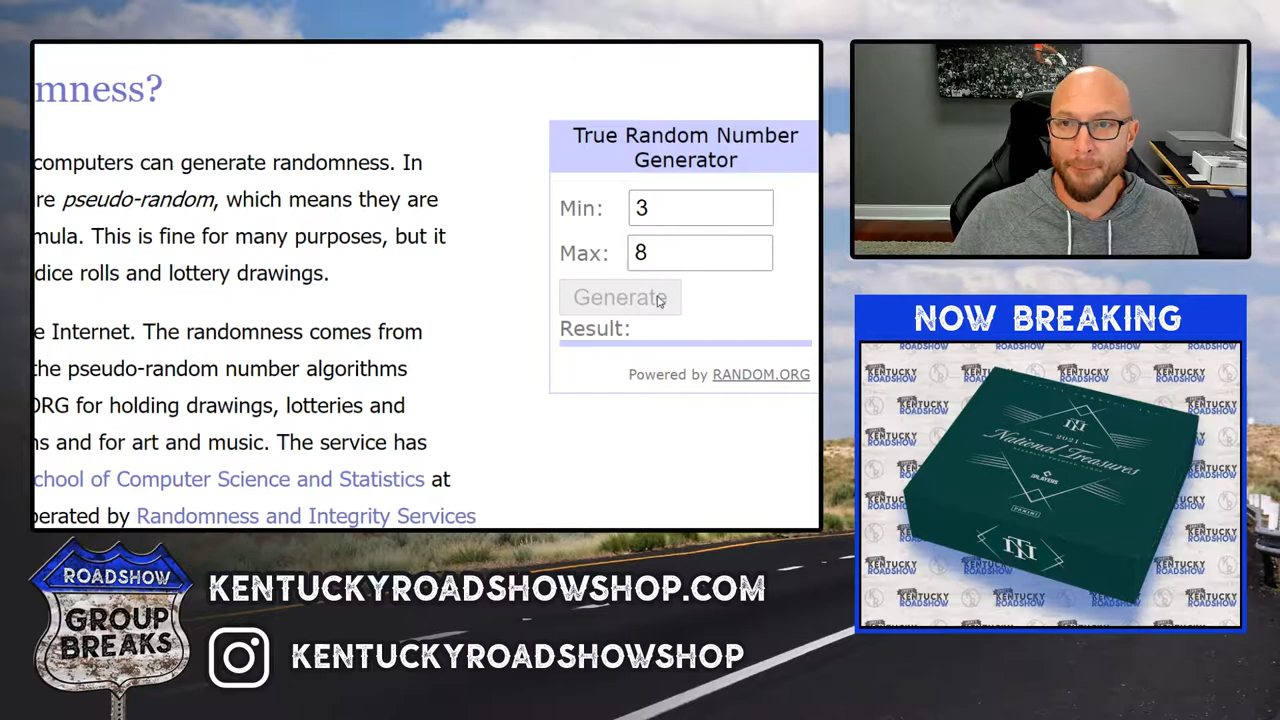 mness?
computers can generate randomness. In
re pseudo-random, which means they are
mula. This is fine for many purposes, but it
dice rolls and lottery drawings.
e Internet. The randomness comes from
the pseudo-random number algorithms
ORG for holding drawings, lotteries and
ns and for art and music. The service has
chool of Computer Science and Statistics at
perated by Randomness and Integrity Services
True Random Number
Generator
Min: 3
Max: 8
Generate
Result:
Powered by RANDOM.ORG
NOW BREAKING
KENTUCKY
ROADSHOW
2021
National Treasures
PLAYERS
PANINI
ROADSHOW
GROUP
BREAKS
KENTUCKYROADSHOWSHOP.COM
KENTUCKYROADSHOWSHOP